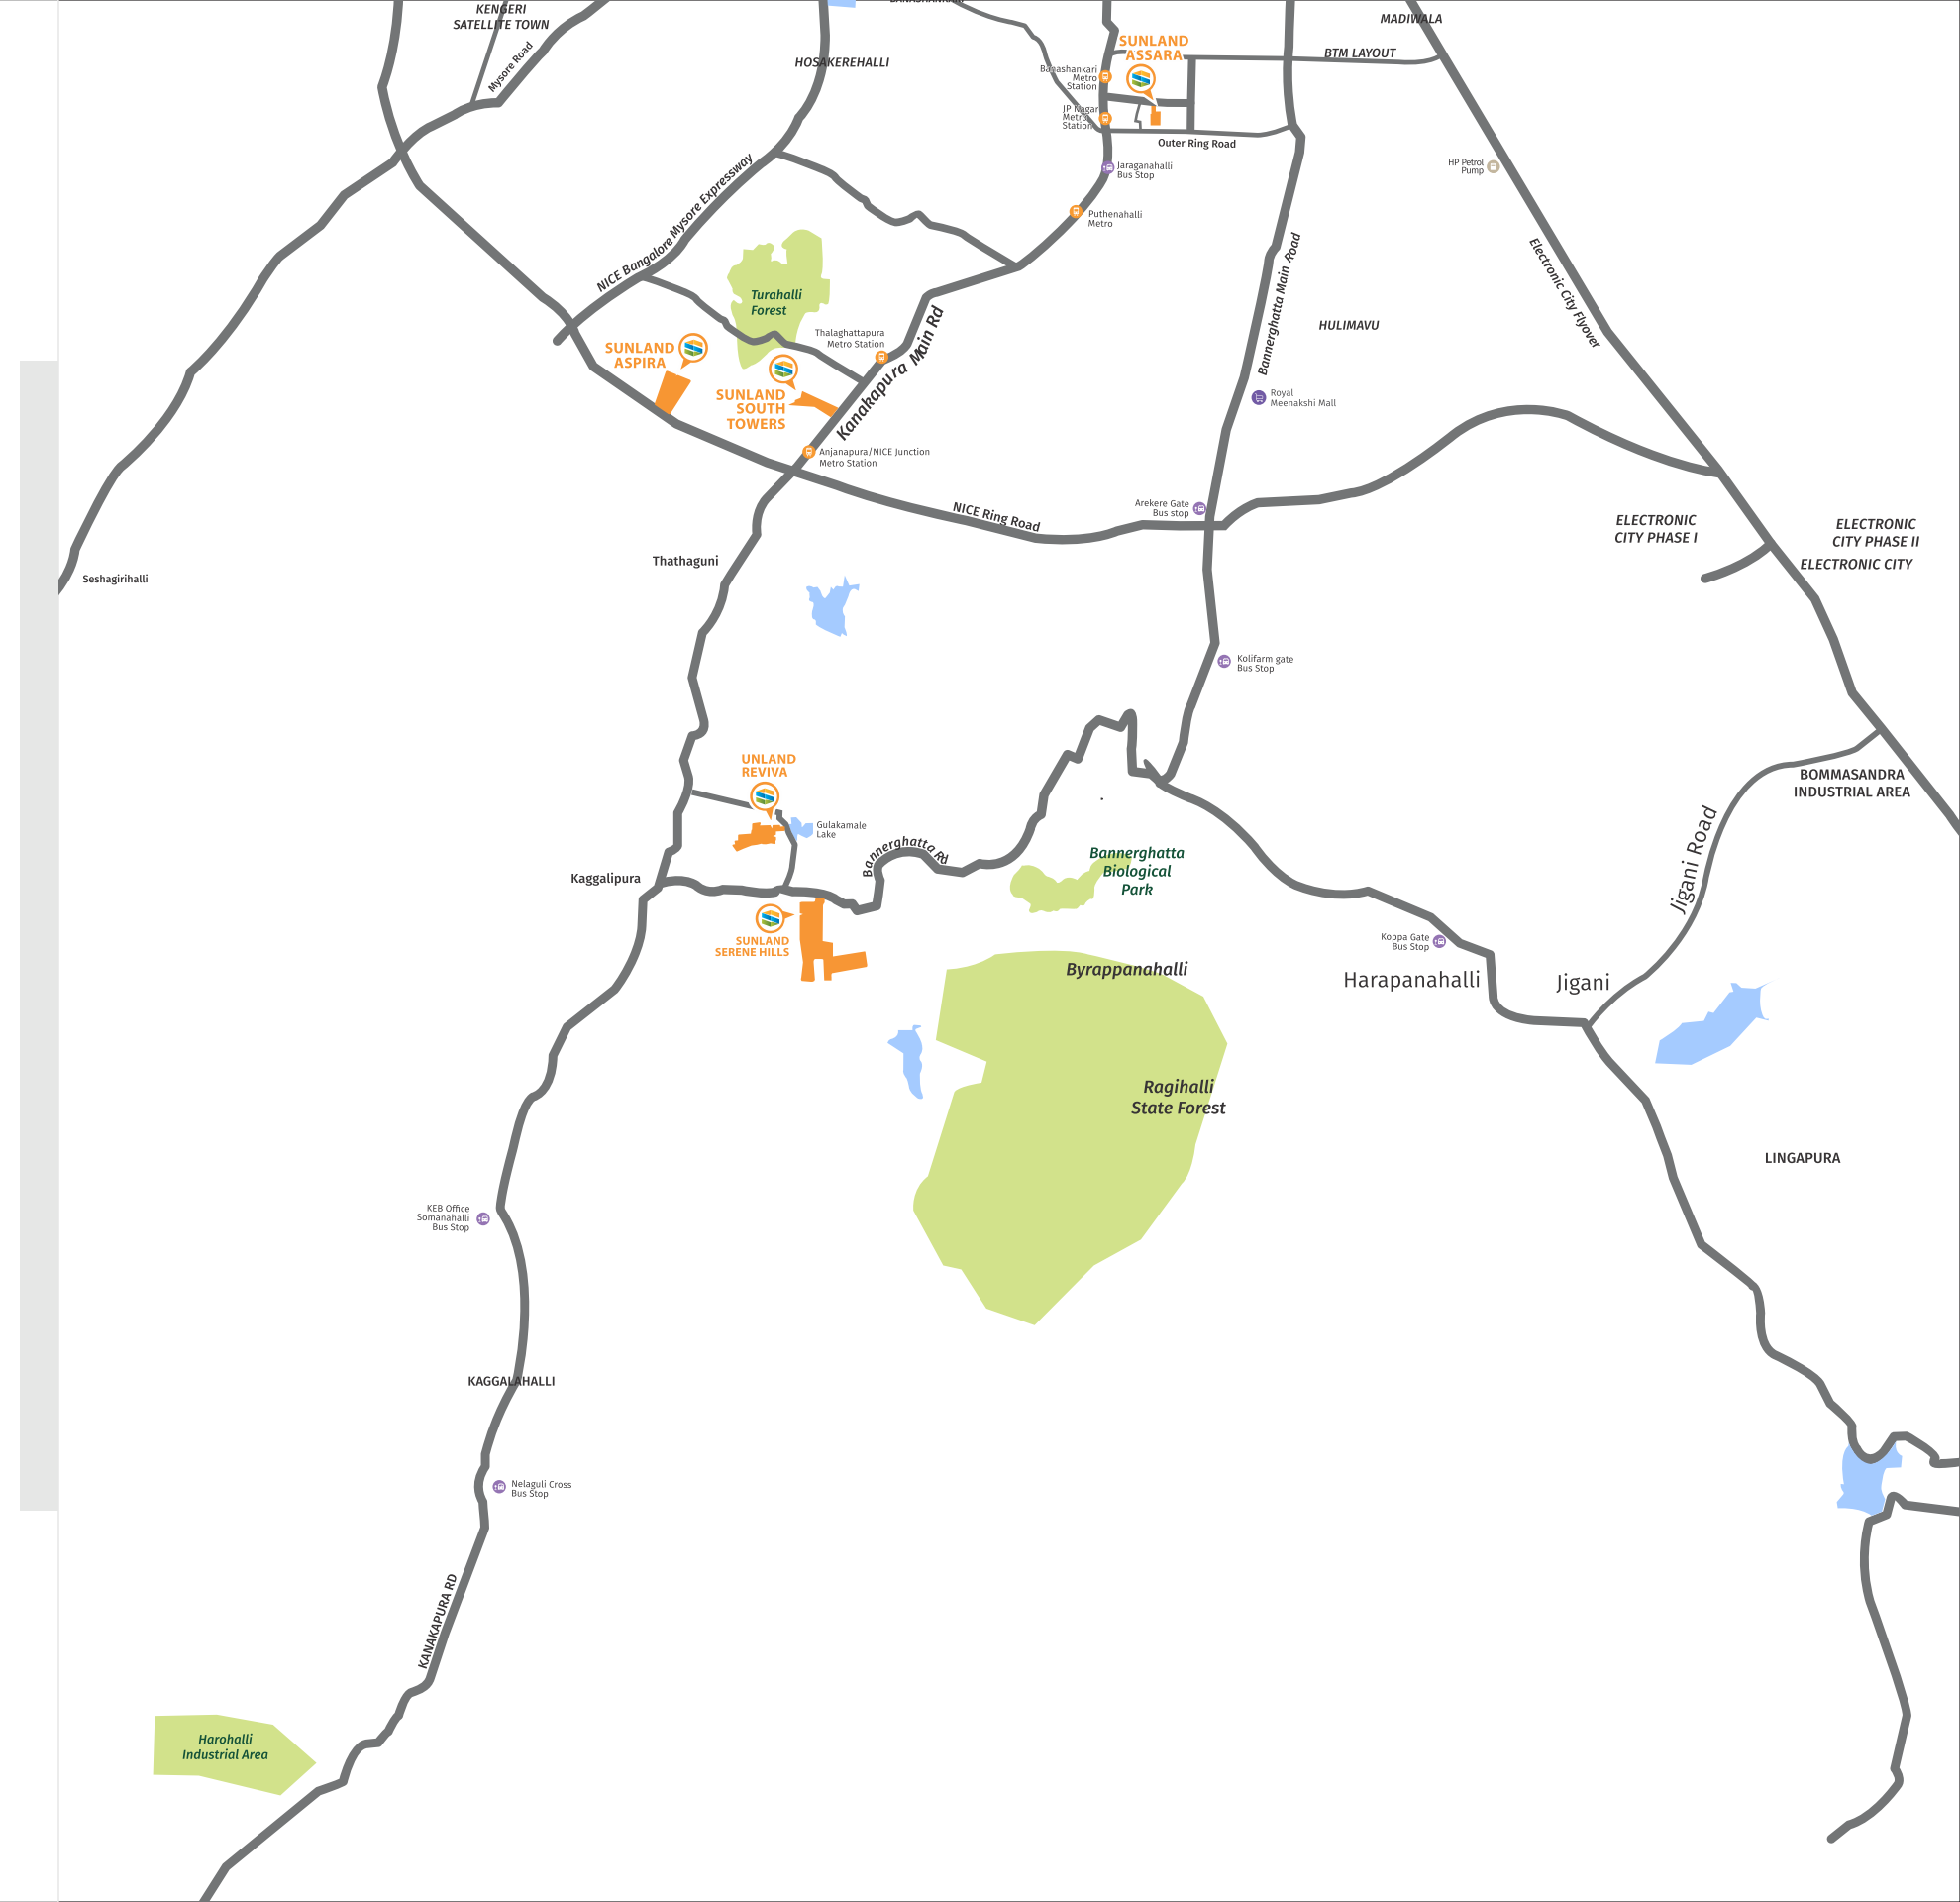 KENGERI
SATELLITE TOWN
Mysore Road
HOSAKEREHALLI
MADIWALA
BTM LAYOUT
SUNLAND
ASSARA
Banashankari
Metro
Station
JP Nagar
Metro
Station
Outer Ring Road
Jaraganahalli
Bus Stop
Puthenahalli
Metro
HP Petrol
Pump
NICE Bangalore Mysore Expressway
Electronic City Flyover
Bannerghatta Main Road
HULIMAVU
Turahalli
Forest
Thalaghattapura
Metro Station
Kanakapura Main Rd
SUNLAND
ASPIRA
SUNLAND
SOUTH
TOWERS
Royal
Meenakshi Mall
Anjanapura/NICE Junction
Metro Station
NICE Ring Road
Arekere Gate
Bus stop
ELECTRONIC
CITY PHASE I
ELECTRONIC
CITY PHASE II
ELECTRONIC CITY
Thathaguni
Seshagirihalli
Kolifarm gate
Bus Stop
UNLAND
REVIVA
BOMMASANDRA
INDUSTRIAL AREA
Gulakamale
Lake
Bannerghatta Rd
Jigani Road
Bannerghatta
Biological
Park
Kaggalipura
SUNLAND
SERENE HILLS
Koppa Gate
Bus Stop
Byrappanahalli
Harapanahalli
Jigani
Ragihalli
State Forest
LINGAPURA
KEB Office
Somanahalli
Bus Stop
KAGGALAHALLI
Nelaguli Cross
Bus Stop
KANAKAPURA RD
Harohalli
Industrial Area